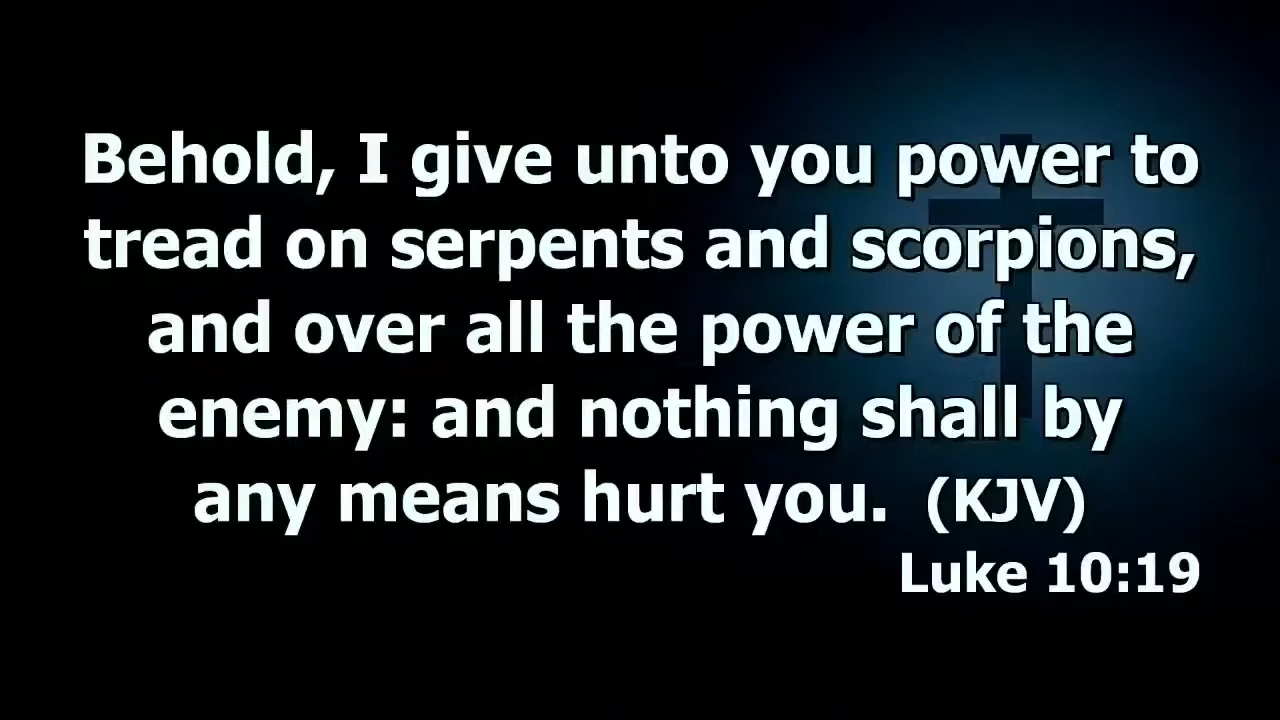 Behold, I give unto you power to
tread on serpents and scorpions,
and over all the power of the
enemy: and nothing shall by
any means hurt you. (KJV)
Luke 10:19